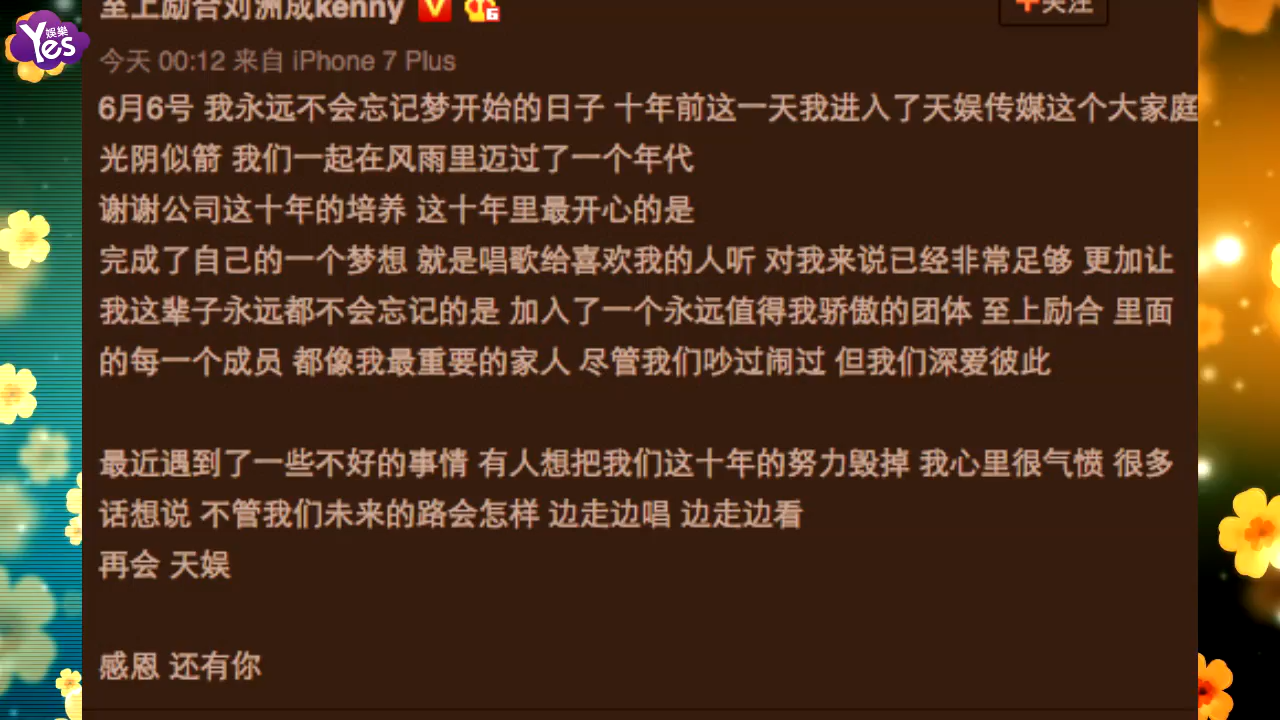 娱樂
Yes
至上励合刘洲成kenny
+关注
今天 00:12 来自 iPhone 7 Plus
6月6号 我永远不会忘记梦开始的日子 十年前这一天我进入了天娱传媒这个大家庭
光阴似箭 我们一起在风雨里迈过了一个年代
谢谢公司这十年的培养 这十年里最开心的是
完成了自己的一个梦想 就是唱歌给喜欢我的人听 对我来说已经非常足够 更加让
我这辈子永远都不会忘记的是 加入了一个永远值得我骄傲的团体 至上励合 里面
的每一个成员 都像我最重要的家人 尽管我们吵过闹过 但我们深爱彼此
最近遇到了一些不好的事情 有人想把我们这十年的努力毁掉 我心里很气愤 很多
话想说 不管我们未来的路会怎样 边走边唱 边走边看
再会 天娱
感恩 还有你